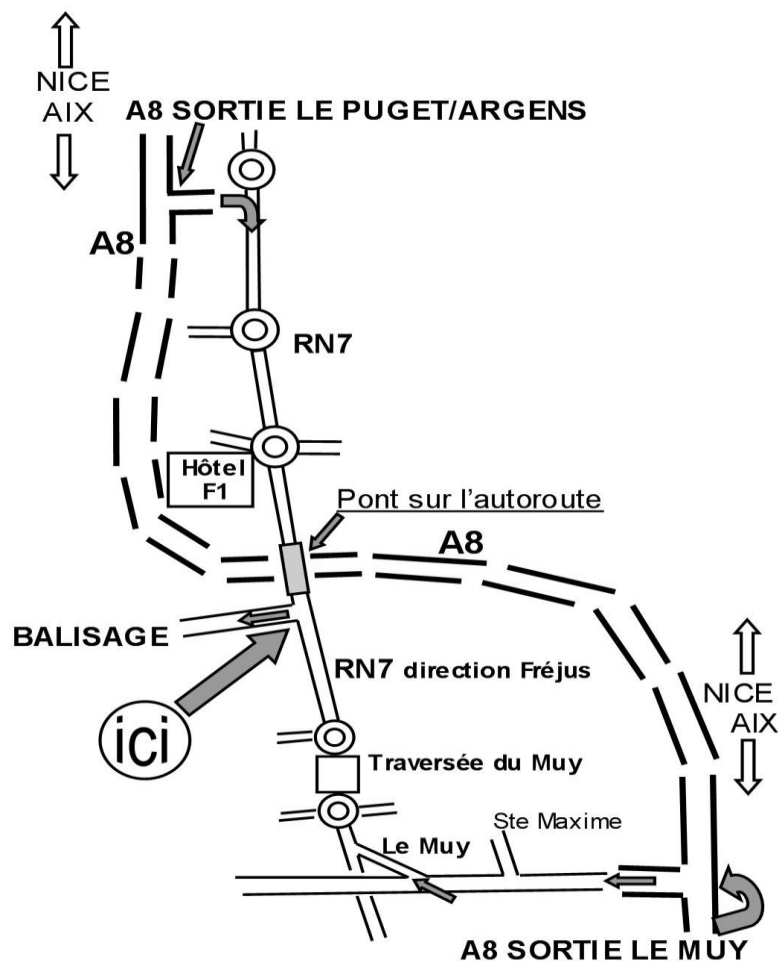 NICE
AIX
A8 SORTIE LE PUGET/ARGENS
A8
RN7
Hôtel
F1
Pont sur l'autoroute
A8
BALISAGE
RN7 direction Fréjus
NICE
AIX
ici
Traversée du Muy
Ste Maxime
Le Muy
A8 SORTIE LE MUY